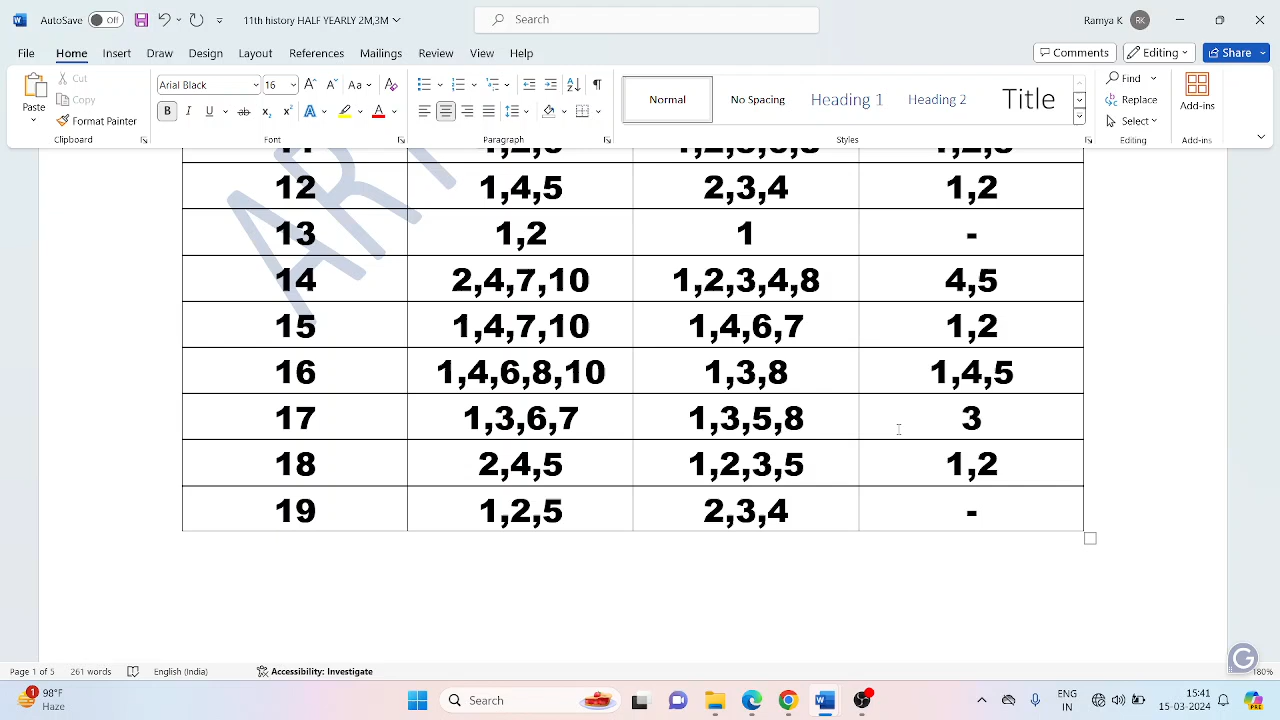 AutoSave Off 11th history HALF YEARLY 2M,3M Search Ramya K RK
File Home Insert Draw Design Layout References Mailings Review View Help Comments Editing Share
Paste Cut Copy Format Painter Clipboard
Arial Black 16 Font
Paragraph
Normal No Spacing Heading 1 Heading 2 Title Styles
Find Replace Select Editing
Add-ins Add-ins
12 1,4,5 2,3,4 1,2
13 1,2 1 -
14 2,4,7,10 1,2,3,4,8 4,5
15 1,4,7,10 1,4,6,7 1,2
16 1,4,6,8,10 1,3,8 1,4,5
17 1,3,6,7 1,3,5,8 3
18 2,4,5 1,2,3,5 1,2
19 1,2,5 2,3,4 -
Page 1 of 5 261 words English (India) Accessibility: Investigate 180%
1 98°F Haze Search ENG IN 15:41 15-03-2024